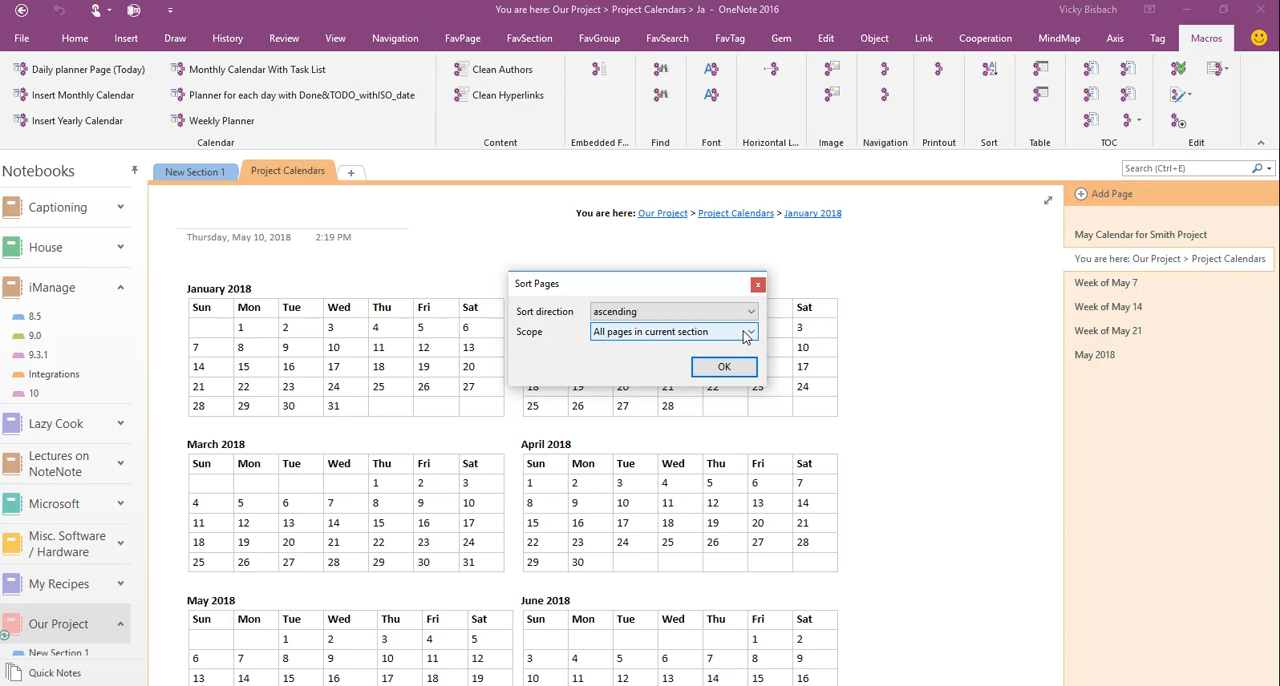 You are here: Our Project > Project Calendars > Ja - OneNote 2016
Vicky Bisbach
File Home Insert Draw History Review View Navigation FavPage FavSection FavGroup FavSearch FavTag Gem Edit Object Link Cooperation MindMap Axis Tag Macros
Daily planner Page (Today)
Insert Monthly Calendar
Insert Yearly Calendar
Monthly Calendar With Task List
Planner for each day with Done&TODO_withISO_date
Weekly Planner
Clean Authors
Clean Hyperlinks
Calendar Content Embedded F... Find Font Horizontal L... Image Navigation Printout Sort Table TOC Edit
Notebooks
Captioning
House
iManage
8.5
9.0
9.3.1
Integrations
10
Lazy Cook
Lectures on
NoteNote
Microsoft
Misc. Software
/ Hardware
My Recipes
Our Project
New Section 1
Quick Notes
New Section 1
Project Calendars
Search (Ctrl+E)
You are here: Our Project > Project Calendars > January 2018
Thursday, May 10, 2018 2:19 PM
January 2018
Sun Mon Tue Wed Thu Fri Sat
1 2 3 4 5 6
7 8 9 10 11 12 13
14 15 16 17 18 19 20
21 22 23 24 25 26 27
28 29 30 31
Sat
3
10
17
18 19 20 21 22 23 24
25 26 27 28
Sort Pages
x
Sort direction ascending
Scope All pages in current section
OK
March 2018
Sun Mon Tue Wed Thu Fri Sat
1 2 3
4 5 6 7 8 9 10
11 12 13 14 15 16 17
18 19 20 21 22 23 24
25 26 27 28 29 30 31
April 2018
Sun Mon Tue Wed Thu Fri Sat
1 2 3 4 5 6 7
8 9 10 11 12 13 14
15 16 17 18 19 20 21
22 23 24 25 26 27 28
29 30
May 2018
Sun Mon Tue Wed Thu Fri Sat
1 2 3 4 5
6 7 8 9 10 11 12
13 14 15 16 17 18 19
June 2018
Sun Mon Tue Wed Thu Fri Sat
1 2
3 4 5 6 7 8 9
10 11 12 13 14 15 16
Add Page
May Calendar for Smith Project
You are here: Our Project > Project Calendars
Week of May 7
Week of May 14
Week of May 21
May 2018